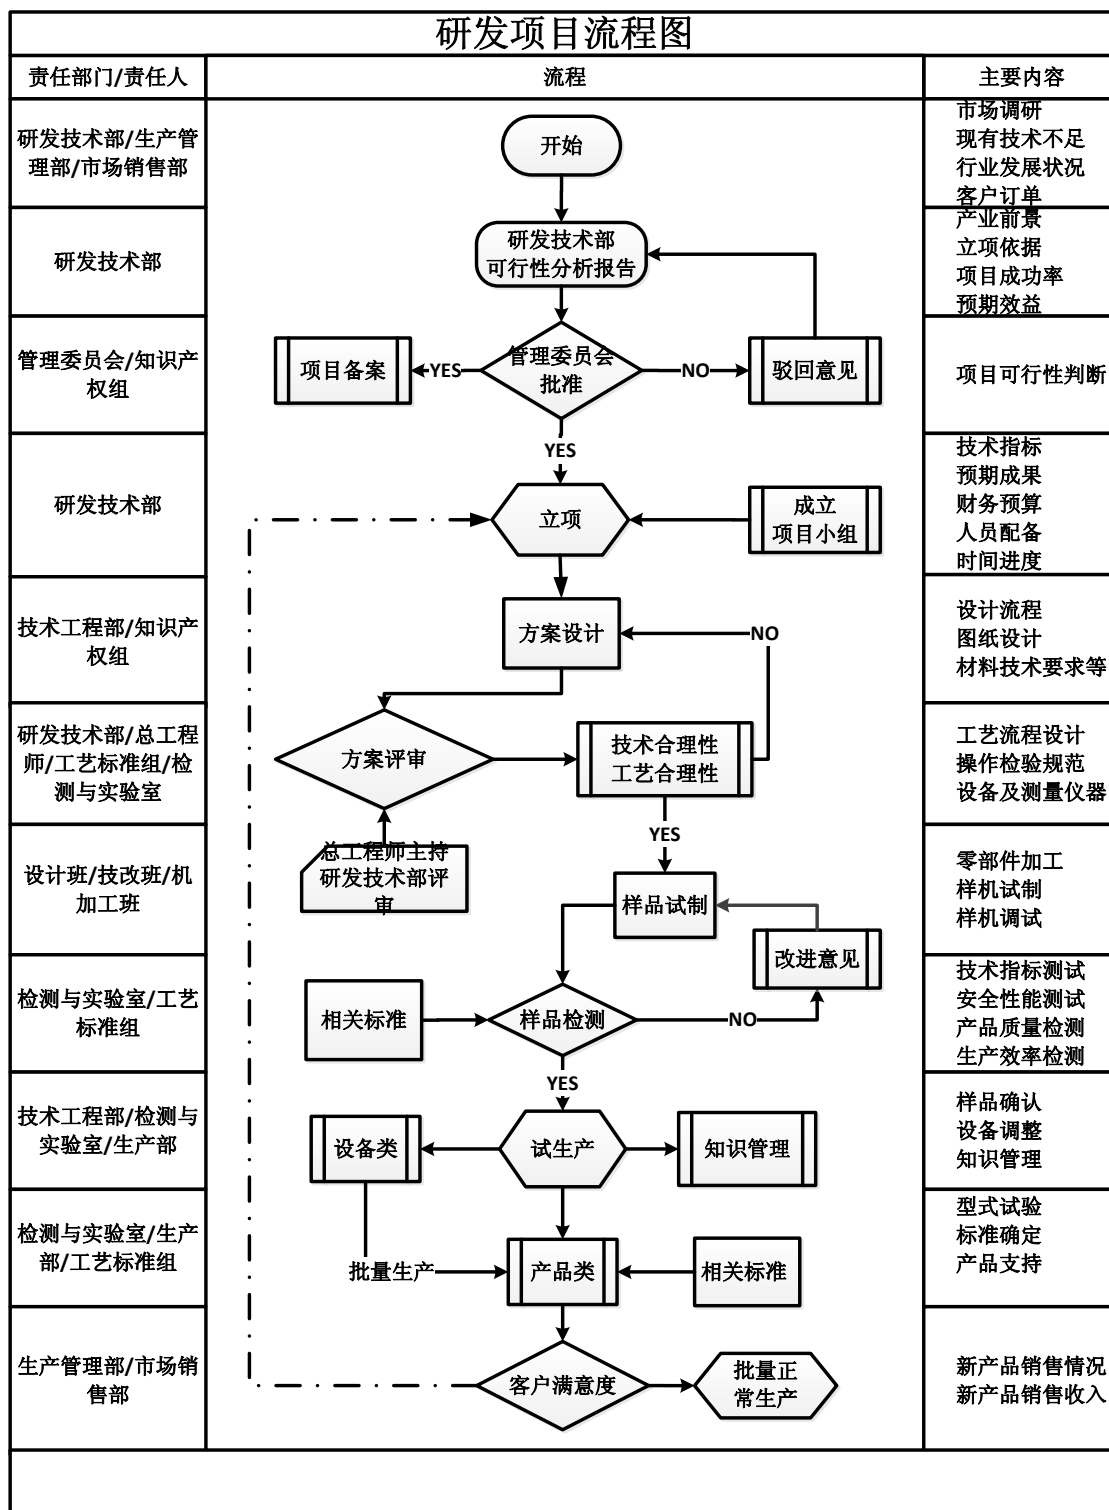 研发项目流程图
责任部门/责任人
流程
主要内容
研发技术部/生产管
理部/市场销售部
开始
市场调研
现有技术不足
行业发展状况
客户订单
研发技术部
研发技术部
可行性分析报告
产业前景
立项依据
项目成功率
预期效益
管理委员会/知识产
权组
项目备案
YES
管理委员会
批准
NO
驳回意见
项目可行性判断
YES
研发技术部
立项
成立
项目小组
技术指标
预期成果
财务预算
人员配备
时间进度
技术工程部/知识产
权组
方案设计
NO
设计流程
图纸设计
材料技术要求等
研发技术部/总工程
师/工艺标准组/检
测与实验室
方案评审
技术合理性
工艺合理性
工艺流程设计
操作检验规范
设备及测量仪器
YES
设计班/技改班/机
加工班
总工程师主持
研发技术部评
审
样品试制
改进意见
零部件加工
样机试制
样机调试
检测与实验室/工艺
标准组
相关标准
样品检测
NO
技术指标测试
安全性能测试
产品质量检测
生产效率检测
YES
技术工程部/检测与
实验室/生产部
设备类
试生产
知识管理
样品确认
设备调整
知识管理
检测与实验室/生产
部/工艺标准组
批量生产
产品类
相关标准
型式试验
标准确定
产品支持
生产管理部/市场销
售部
客户满意度
批量正
常生产
新产品销售情况
新产品销售收入